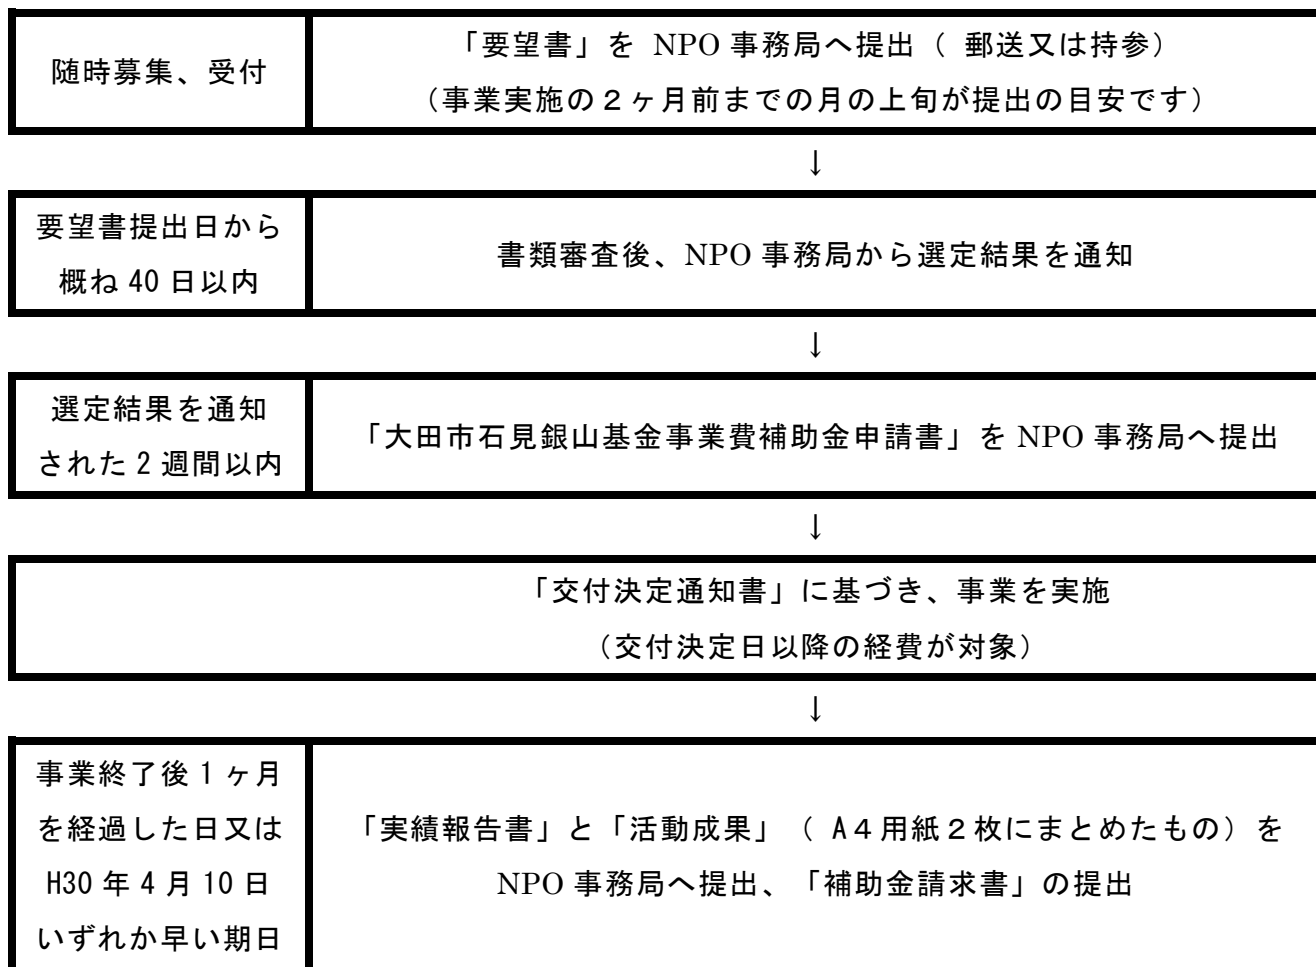 随時募集、受付
「要望書」を NPO 事務局へ提出（ 郵送又は持参）
（事業実施の２ヶ月前までの月の上旬が提出の目安です）
↓
要望書提出日から
概ね 40 日以内
書類審査後、NPO 事務局から選定結果を通知
↓
選定結果を通知
された 2 週間以内
「大田市石見銀山基金事業費補助金申請書」を NPO 事務局へ提出
↓
「交付決定通知書」に基づき、事業を実施
（交付決定日以降の経費が対象）
↓
事業終了後 1 ヶ月
を経過した日又は
H30 年 4 月 10 日
いずれか早い期日
「実績報告書」と「活動成果」（ A４用紙２枚にまとめたもの）を
NPO 事務局へ提出、「補助金請求書」の提出